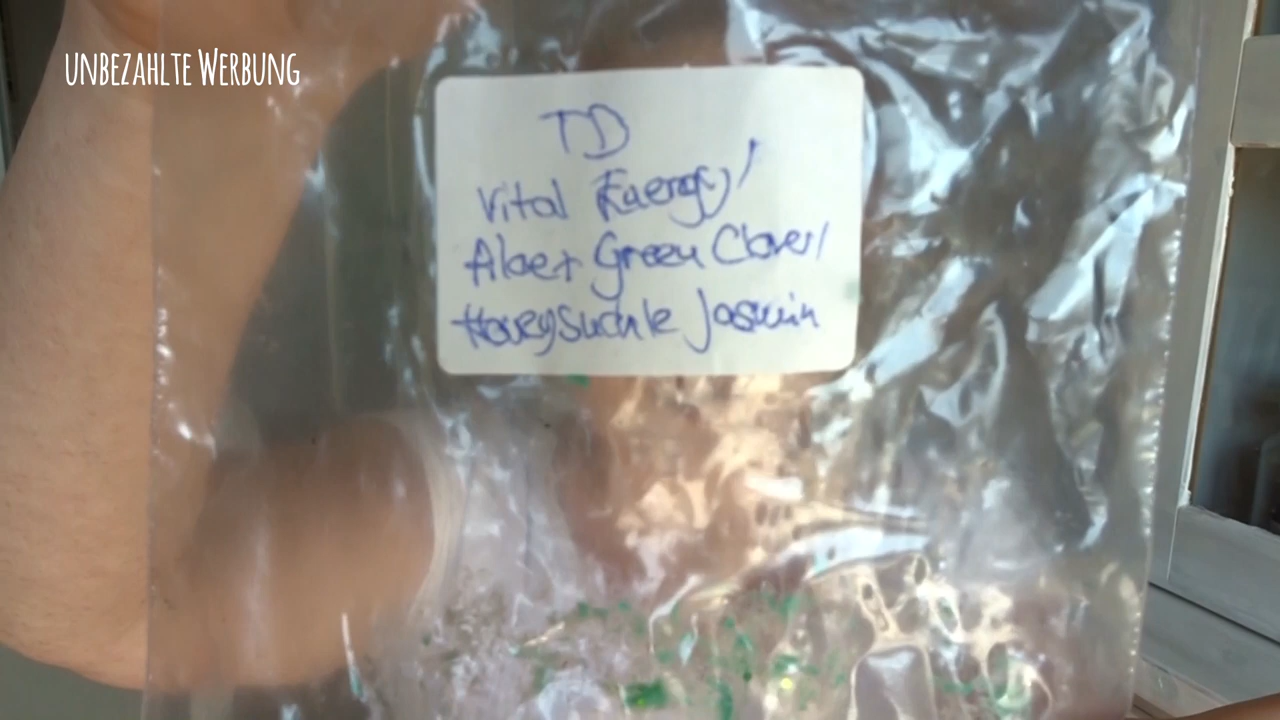 UNBEZAHLTE WERBUNG
TD
Vital Energy/
Aloe + Green Clover/
Honeysuckle Jasmin